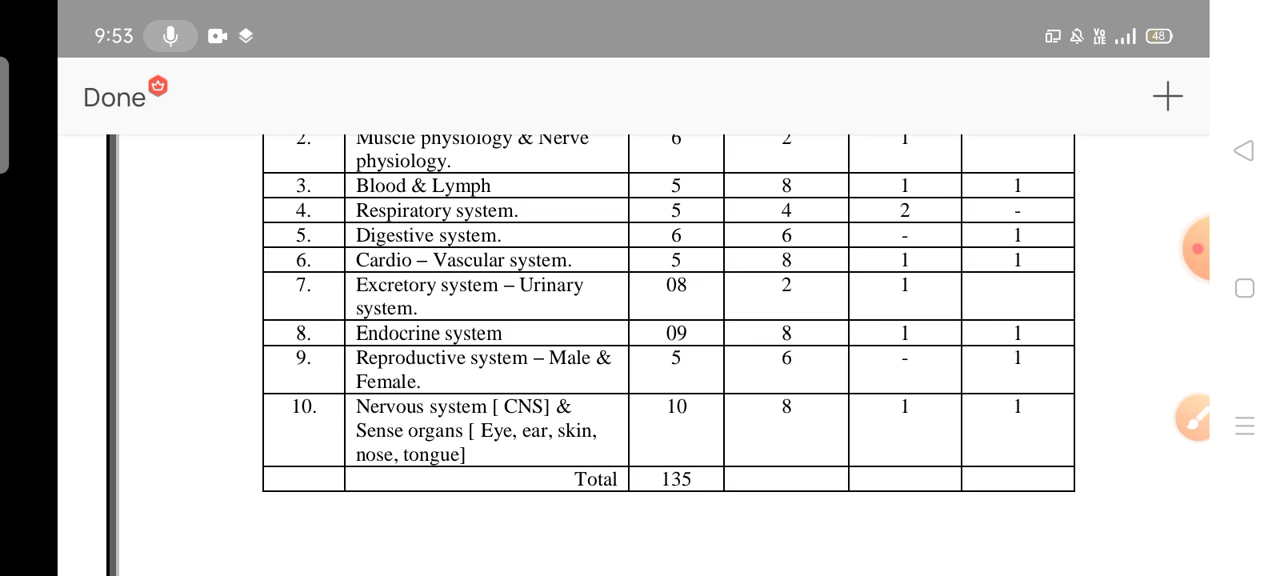 9:53
Vo LTE 48
Done
2. Muscle physiology & Nerve 6 2 1
physiology.
3. Blood & Lymph 5 8 1 1
4. Respiratory system. 5 4 2 -
5. Digestive system. 6 6 - 1
6. Cardio – Vascular system. 5 8 1 1
7. Excretory system – Urinary 08 2 1
system.
8. Endocrine system 09 8 1 1
9. Reproductive system – Male & 5 6 - 1
Female.
10. Nervous system [ CNS] & 10 8 1 1
Sense organs [ Eye, ear, skin,
nose, tongue]
Total 135